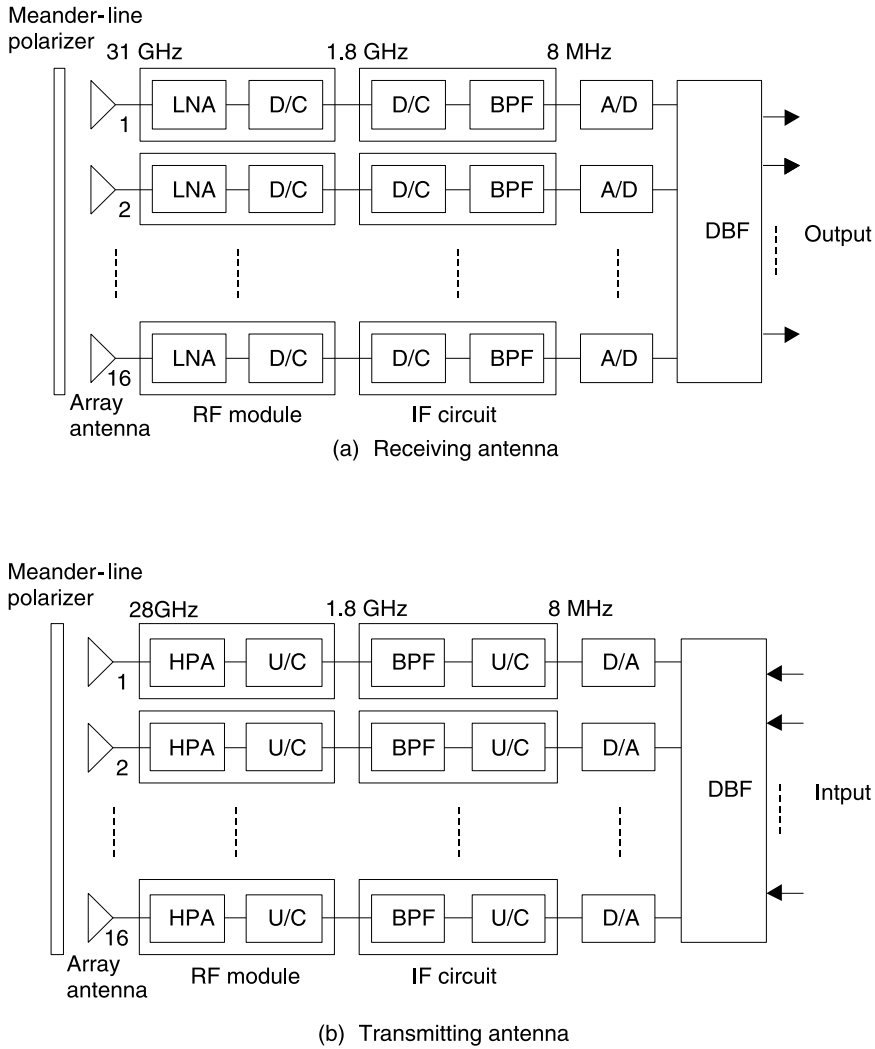 Meander-line
polarizer
31 GHz 1.8 GHz 8 MHz
LNA D/C D/C BPF A/D
1
LNA D/C D/C BPF A/D
2
DBF Output
LNA D/C D/C BPF A/D
16
Array
antenna
RF module IF circuit
(a) Receiving antenna
Meander-line
polarizer
28GHz 1.8 GHz 8 MHz
HPA U/C BPF U/C D/A
1
HPA U/C BPF U/C D/A
2
DBF Intput
HPA U/C BPF U/C D/A
16
Array
antenna
RF module IF circuit
(b) Transmitting antenna